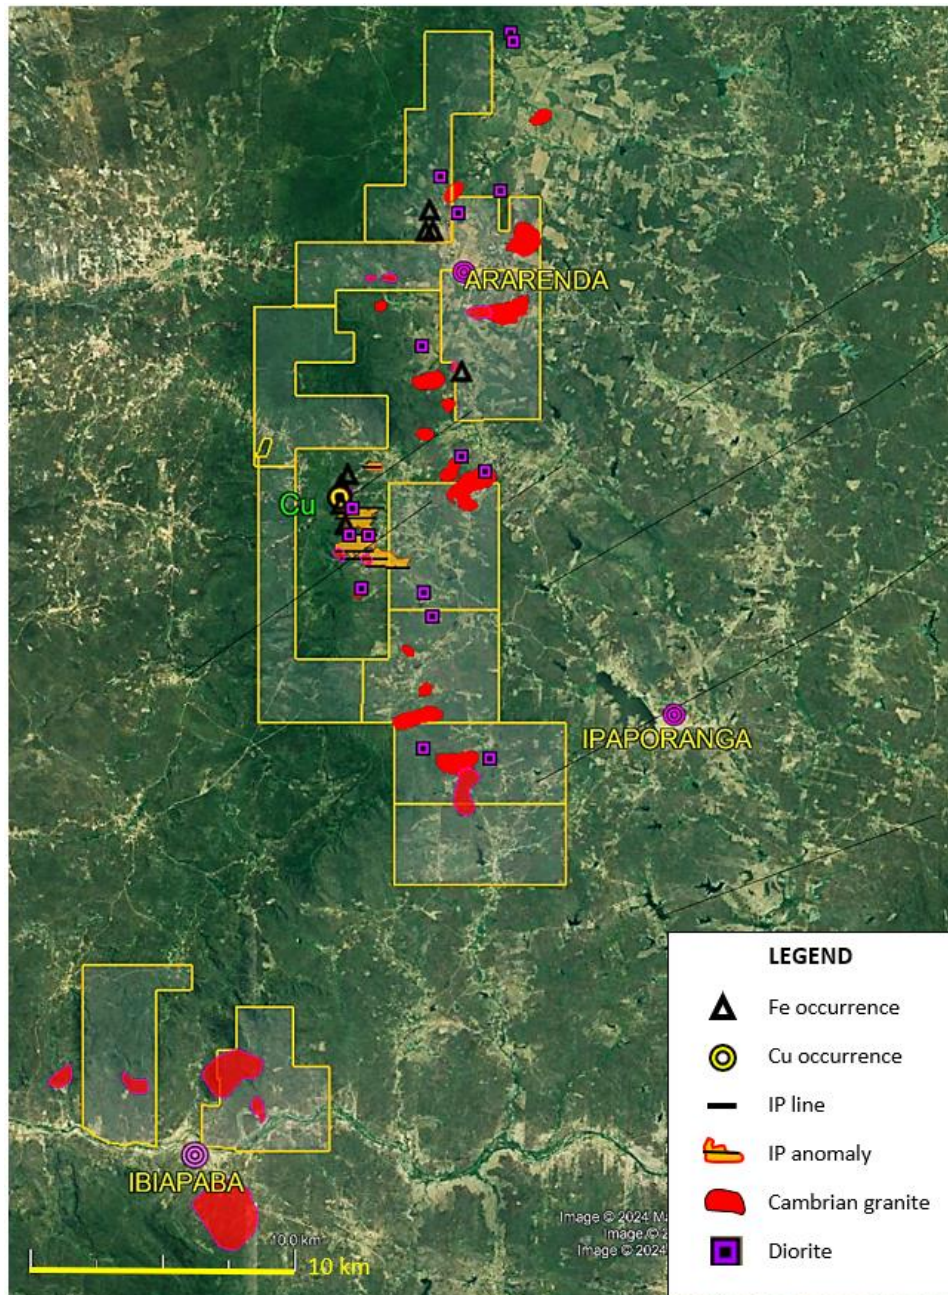 ARARENDA
Cu
IPAPORANGA
LEGEND
Fe occurrence
Cu occurrence
IP line
IP anomaly
Cambrian granite
Diorite
IBIAPABA
Image © 2024
Image ©
Image © 2024
10.0 km
10 km